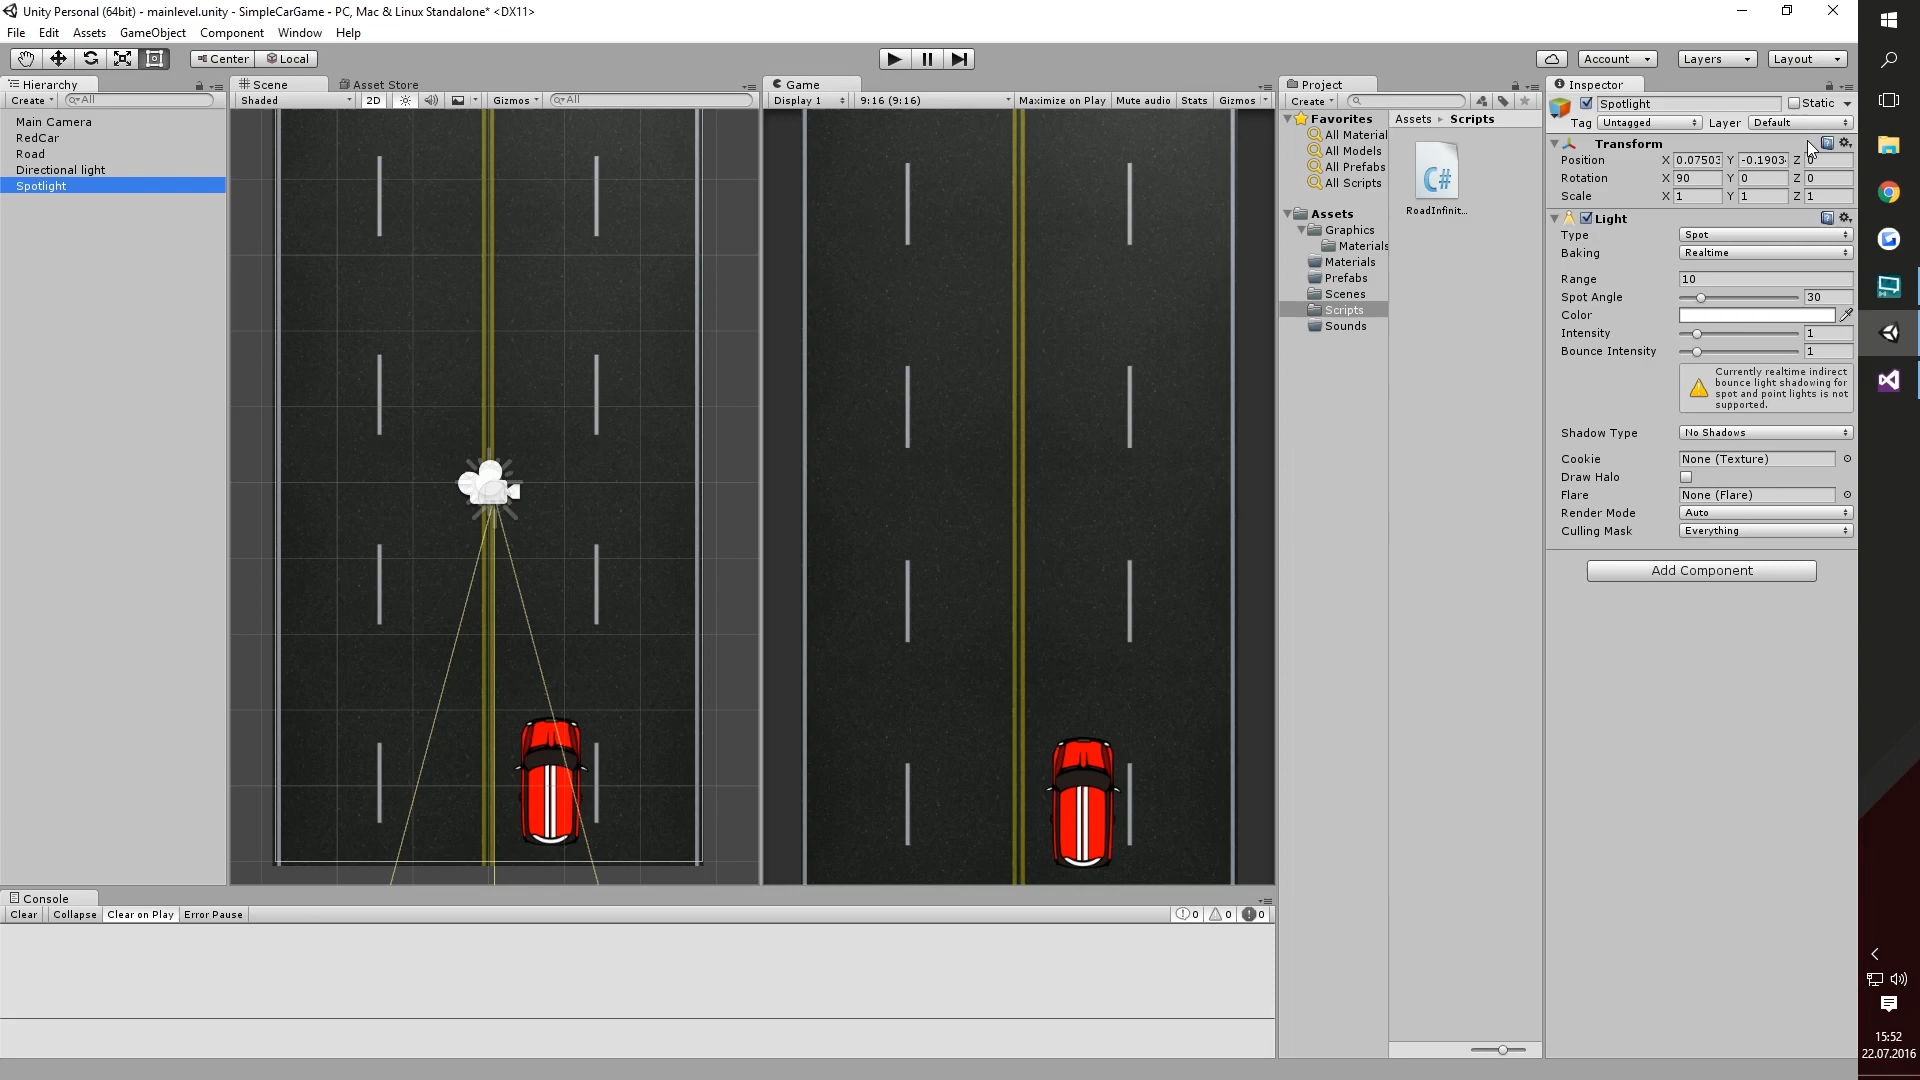 Unity Personal (64bit) - mainlevel.unity - SimpleCarGame - PC, Mac & Linux Standalone* <DX11>
File Edit Assets GameObject Component Window Help
Center Local Account Layers Layout
Hierarchy
Create All
Main Camera
RedCar
Road
Directional light
Spotlight
Scene Asset Store
Shaded 2D Gizmos All
Game
Display 1 9:16 (9:16) Maximize on Play Mute audio Stats Gizmos
Project
Create
Favorites
All Material
All Models
All Prefabs
All Scripts
Assets
Graphics
Materials
Materials
Prefabs
Scenes
Scripts
Sounds
Assets Scripts
C#
RoadInfinit...
Inspector
Spotlight Static
Tag Untagged Layer Default
Transform
Position X 0.07503 Y -0.1903 Z 0
Rotation X 90 Y 0 Z 0
Scale X 1 Y 1 Z 1
Light
Type Spot
Baking Realtime
Range 10
Spot Angle 30
Color
Intensity 1
Bounce Intensity 1
Currently realtime indirect
bounce light shadowing for
spot and point lights is not
supported.
Shadow Type No Shadows
Cookie None (Texture)
Draw Halo
Flare None (Flare)
Render Mode Auto
Culling Mask Everything
Add Component
Console
Clear Collapse Clear on Play Error Pause 0 0 0
15:52
22.07.2016